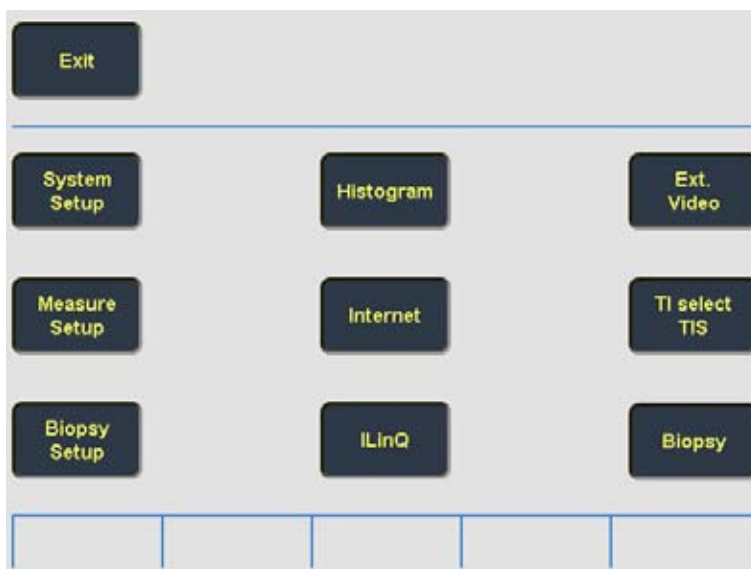 Exit
System
Setup
Histogram
Ext.
Video
Measure
Setup
Internet
TI select
TIS
Biopsy
Setup
ILinQ
Biopsy